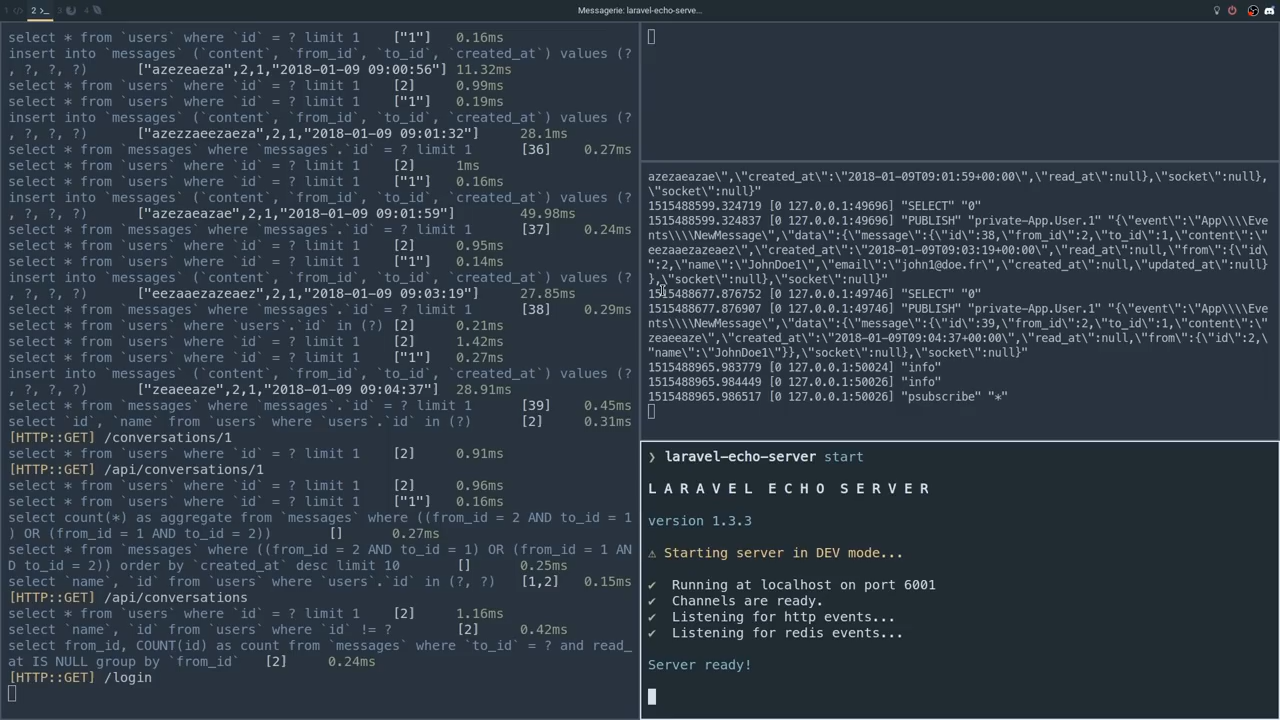 1 2 >_ 3 4
Messagerie: laravel-echo-serve...
select * from `users` where `id` = ? limit 1 ["1"] 0.16ms
insert into `messages` (`content`, `from_id`, `to_id`, `created_at`) values (?
, ?, ?, ?) ["azezeaeza",2,1,"2018-01-09 09:00:56"] 11.32ms
select * from `users` where `id` = ? limit 1 [2] 0.99ms
select * from `users` where `id` = ? limit 1 ["1"] 0.19ms
insert into `messages` (`content`, `from_id`, `to_id`, `created_at`) values (?
, ?, ?, ?) ["azezzaeezaeza",2,1,"2018-01-09 09:01:32"] 28.1ms
select * from `messages` where `messages`.`id` = ? limit 1 [36] 0.27ms
select * from `users` where `id` = ? limit 1 [2] 1ms
select * from `users` where `id` = ? limit 1 ["1"] 0.16ms
insert into `messages` (`content`, `from_id`, `to_id`, `created_at`) values (?
, ?, ?, ?) ["azezaeazae",2,1,"2018-01-09 09:01:59"] 49.98ms
select * from `messages` where `messages`.`id` = ? limit 1 [37] 0.24ms
select * from `users` where `id` = ? limit 1 [2] 0.95ms
select * from `users` where `id` = ? limit 1 ["1"] 0.14ms
insert into `messages` (`content`, `from_id`, `to_id`, `created_at`) values (?
, ?, ?, ?) ["eezaazezaeaez",2,1,"2018-01-09 09:03:19"] 27.85ms
select * from `messages` where `messages`.`id` = ? limit 1 [38] 0.29ms
select * from `users` where `users`.`id` in (?) [2] 0.21ms
select * from `users` where `id` = ? limit 1 [2] 1.42ms
select * from `users` where `id` = ? limit 1 ["1"] 0.27ms
insert into `messages` (`content`, `from_id`, `to_id`, `created_at`) values (?
, ?, ?, ?) ["zeaeeaze",2,1,"2018-01-09 09:04:37"] 28.91ms
select * from `messages` where `messages`.`id` = ? limit 1 [39] 0.45ms
select `id`, `name` from `users` where `users`.`id` in (?) [2] 0.31ms
[HTTP::GET] /conversations/1
select * from `users` where `id` = ? limit 1 [2] 0.91ms
[HTTP::GET] /api/conversations/1
select * from `users` where `id` = ? limit 1 [2] 0.96ms
select * from `users` where `id` = ? limit 1 ["1"] 0.16ms
select count(*) as aggregate from `messages` where ((from_id = 2 AND to_id = 1
) OR (from_id = 1 AND to_id = 2)) [] 0.27ms
select * from `messages` where ((from_id = 2 AND to_id = 1) OR (from_id = 1 AN
D to_id = 2)) order by `created_at` desc limit 10 [] 0.25ms
select `name`, `id` from `users` where `users`.`id` in (?, ?) [1,2] 0.15ms
[HTTP::GET] /api/conversations
select * from `users` where `id` = ? limit 1 [2] 1.16ms
select `name`, `id` from `users` where `id` != ? [2] 0.42ms
select from_id, COUNT(id) as count from `messages` where `to_id` = ? and read_
at IS NULL group by `from_id` [2] 0.24ms
[HTTP::GET] /login
azezaeazae\",\"created_at\":\"2018-01-09T09:01:59+00:00\",\"read_at\":null},\"socket\":null},
\"socket\":null}"
1515488599.324719 [0 127.0.0.1:49696] "SELECT" "0"
1515488599.324837 [0 127.0.0.1:49696] "PUBLISH" "private-App.User.1" "{\"event\":\"App\\\\Eve
nts\\\\NewMessage\",\"data\":{\"message\":{\"id\":38,\"from_id\":2,\"to_id\":1,\"content\":\"
eezaazezaeaez\",\"created_at\":\"2018-01-09T09:03:19+00:00\",\"read_at\":null,\"from\":{\"id\
":2,\"name\":\"JohnDoe1\",\"email\":\"john1@doe.fr\",\"created_at\":null,\"updated_at\":null}
},\"socket\":null},\"socket\":null}"
1515488677.876752 [0 127.0.0.1:49746] "SELECT" "0"
1515488677.876907 [0 127.0.0.1:49746] "PUBLISH" "private-App.User.1" "{\"event\":\"App\\\\Eve
nts\\\\NewMessage\",\"data\":{\"message\":{\"id\":39,\"from_id\":2,\"to_id\":1,\"content\":\"
zeaeeaze\",\"created_at\":\"2018-01-09T09:04:37+00:00\",\"read_at\":null,\"from\":{\"id\":2,\
"name\":\"JohnDoe1\"}},\"socket\":null},\"socket\":null}"
1515488965.983779 [0 127.0.0.1:50024] "info"
1515488965.984449 [0 127.0.0.1:50026] "info"
1515488965.986517 [0 127.0.0.1:50026] "psubscribe" "*"
❯ laravel-echo-server start
L A R A V E L  E C H O  S E R V E R
version 1.3.3
⚠ Starting server in DEV mode...
✔ Running at localhost on port 6001
✔ Channels are ready.
✔ Listening for http events...
✔ Listening for redis events...
Server ready!